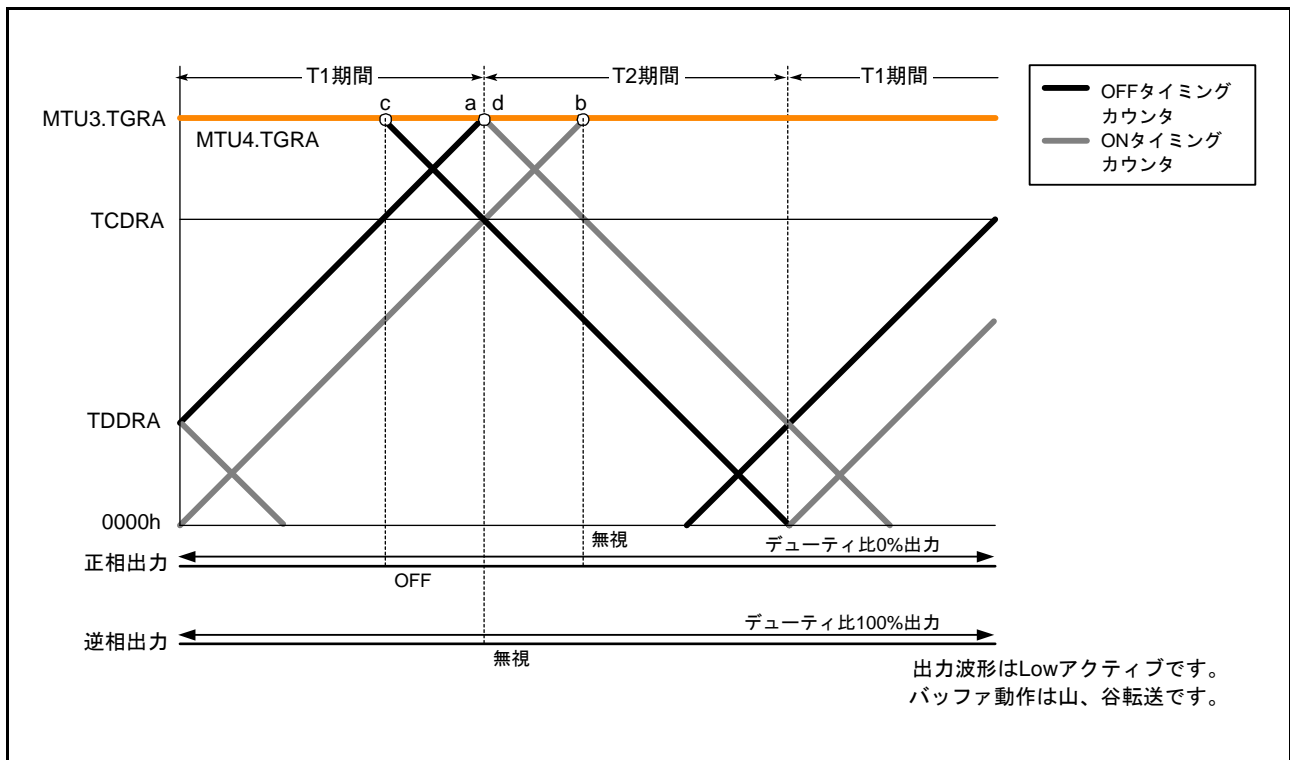 T1期間 T2期間 T1期間
OFFタイミング
カウンタ
ONタイミング
カウンタ
c a d b
MTU3.TGRA
MTU4.TGRA
TCDRA
TDDRA
0000h
無視
デューティ比0%出力
正相出力
OFF
デューティ比100%出力
逆相出力
無視
出力波形はLowアクティブです。
バッファ動作は山、谷転送です。